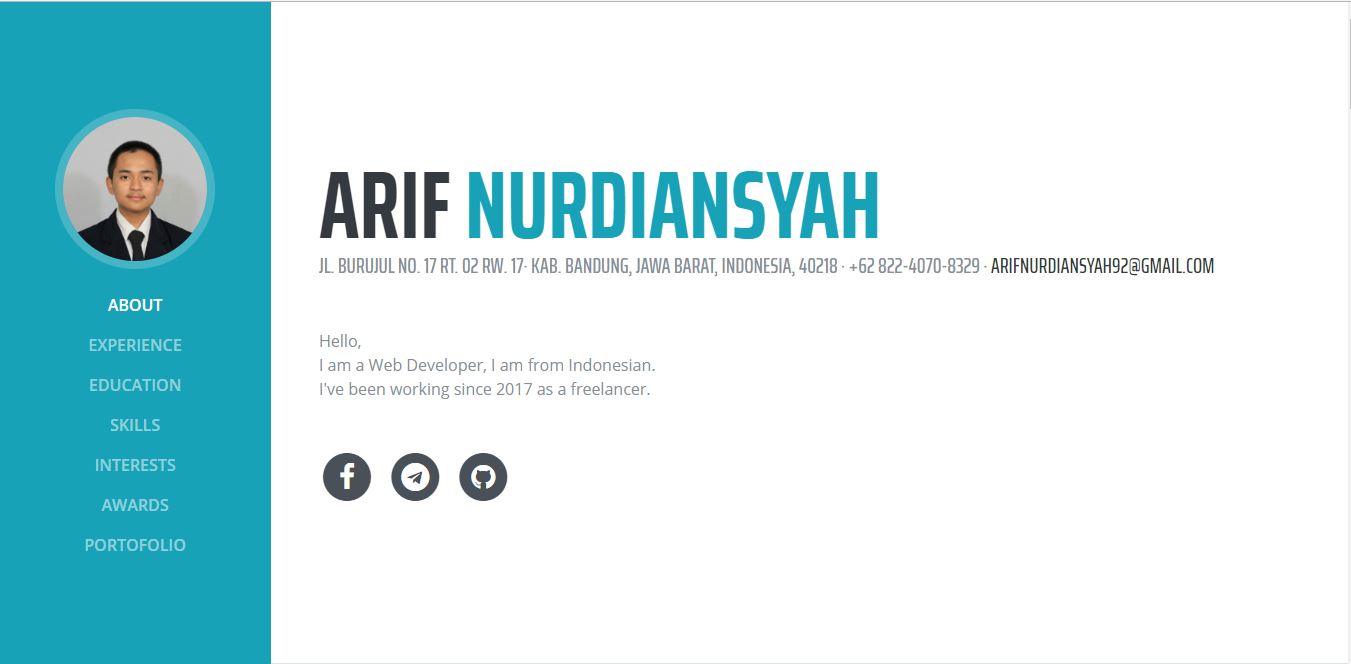 ABOUT
EXPERIENCE
EDUCATION
SKILLS
INTERESTS
AWARDS
PORTOFOLIO
ARIF NURDIANSYAH
JL. BURUJUL NO. 17 RT. 02 RW. 17· KAB. BANDUNG, JAWA BARAT, INDONESIA, 40218 · +62 822-4070-8329 · ARIFNURDIANSYAH92@GMAIL.COM
Hello,
I am a Web Developer, I am from Indonesian.
I've been working since 2017 as a freelancer.